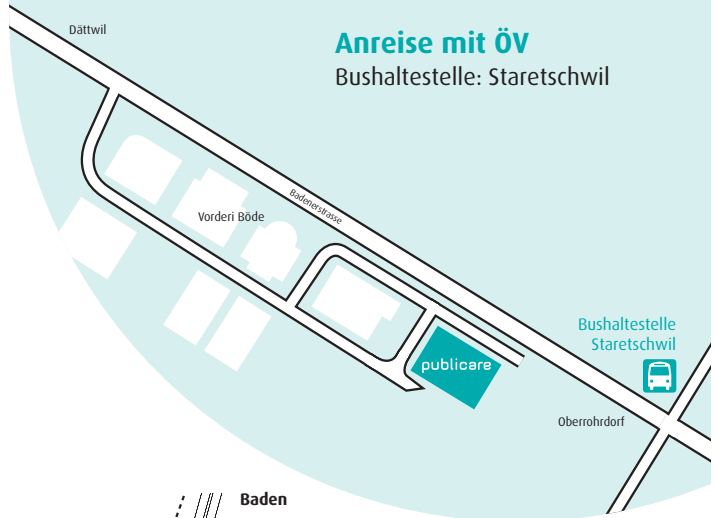 Dättwil
Anreise mit ÖV
Bushaltestelle: Staretschwil
Badenerstrasse
Vorderi Böde
Bushaltestelle
Staretschwil
publicare
Oberrohrdorf
Baden